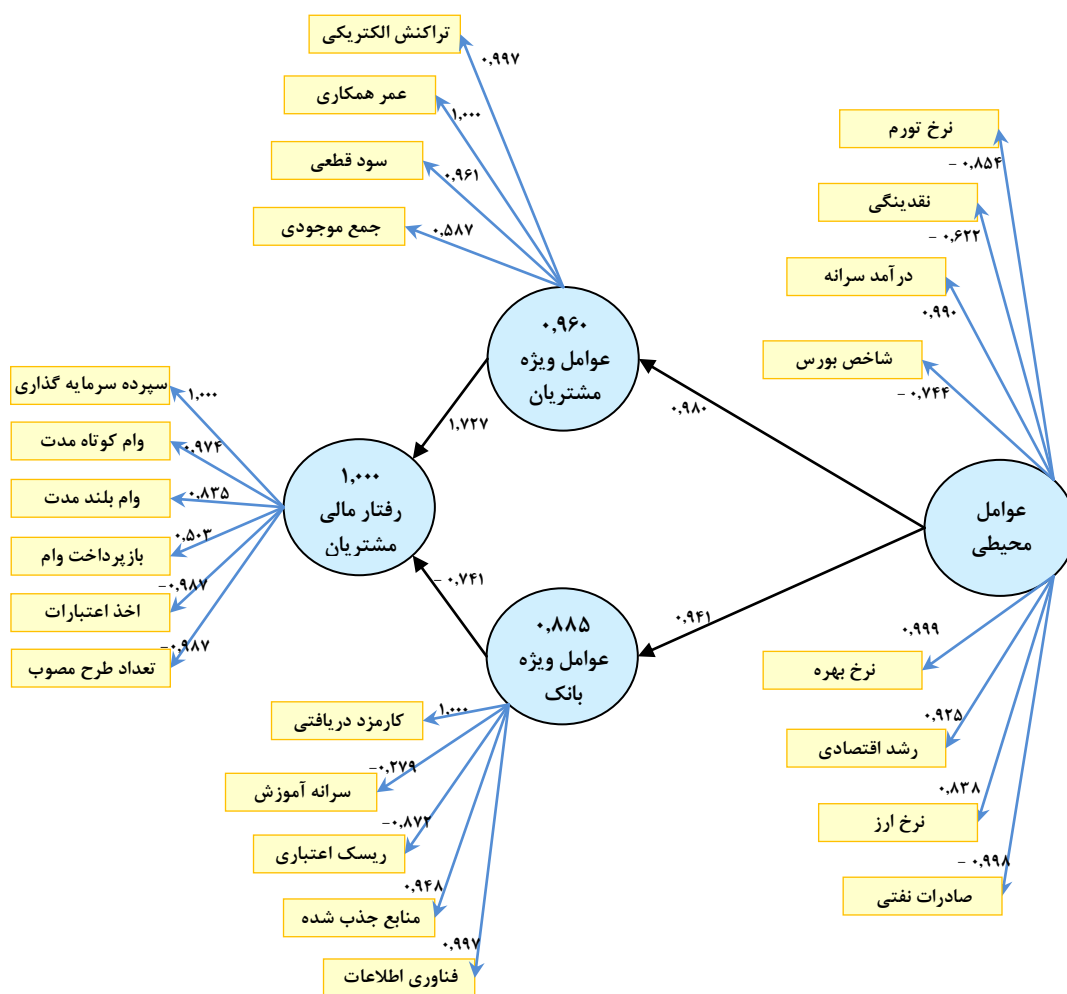 تراکنش الکتریکی
۰,۹۹۷
عمر همکاری
۱,۰۰۰
سود قطعی
۰,۹۶۱
جمع موجودی
۰,۵۸۷
نرخ تورم
- ۰,۸۵۴
نقدینگی
- ۰,۶۲۲
درآمد سرانه
۰,۹۹۰
شاخص بورس
- ۰,۷۴۴
۰,۹۶۰
عوامل ویژه
مشتریان
۰,۹۸۰
۱,۷۲۷
عوامل
محیطی
سپرده سرمایه گذاری
۱,۰۰۰
وام کوتاه مدت
۰,۹۷۴
وام بلند مدت
۰,۸۳۵
بازپرداخت وام
۰,۵۰۳
اخذ اعتبارات
-۰,۹۸۷
تعداد طرح مصوب
-۰,۹۸۷
۱,۰۰۰
رفتار مالی
مشتریان
- ۰,۷۴۱
۰,۹۴۱
۰,۸۸۵
عوامل ویژه
بانک
نرخ بهره
۰,۹۹۹
رشد اقتصادی
۰,۹۲۵
نرخ ارز
۰,۸۳۸
صادرات نفتی
- ۰,۹۹۸
کارمزد دریافتی
۱,۰۰۰
سرانه آموزش
-۰,۲۷۹
ریسک اعتباری
-۰,۸۷۲
منابع جذب شده
۰,۹۴۸
فناوری اطلاعات
۰,۹۹۷